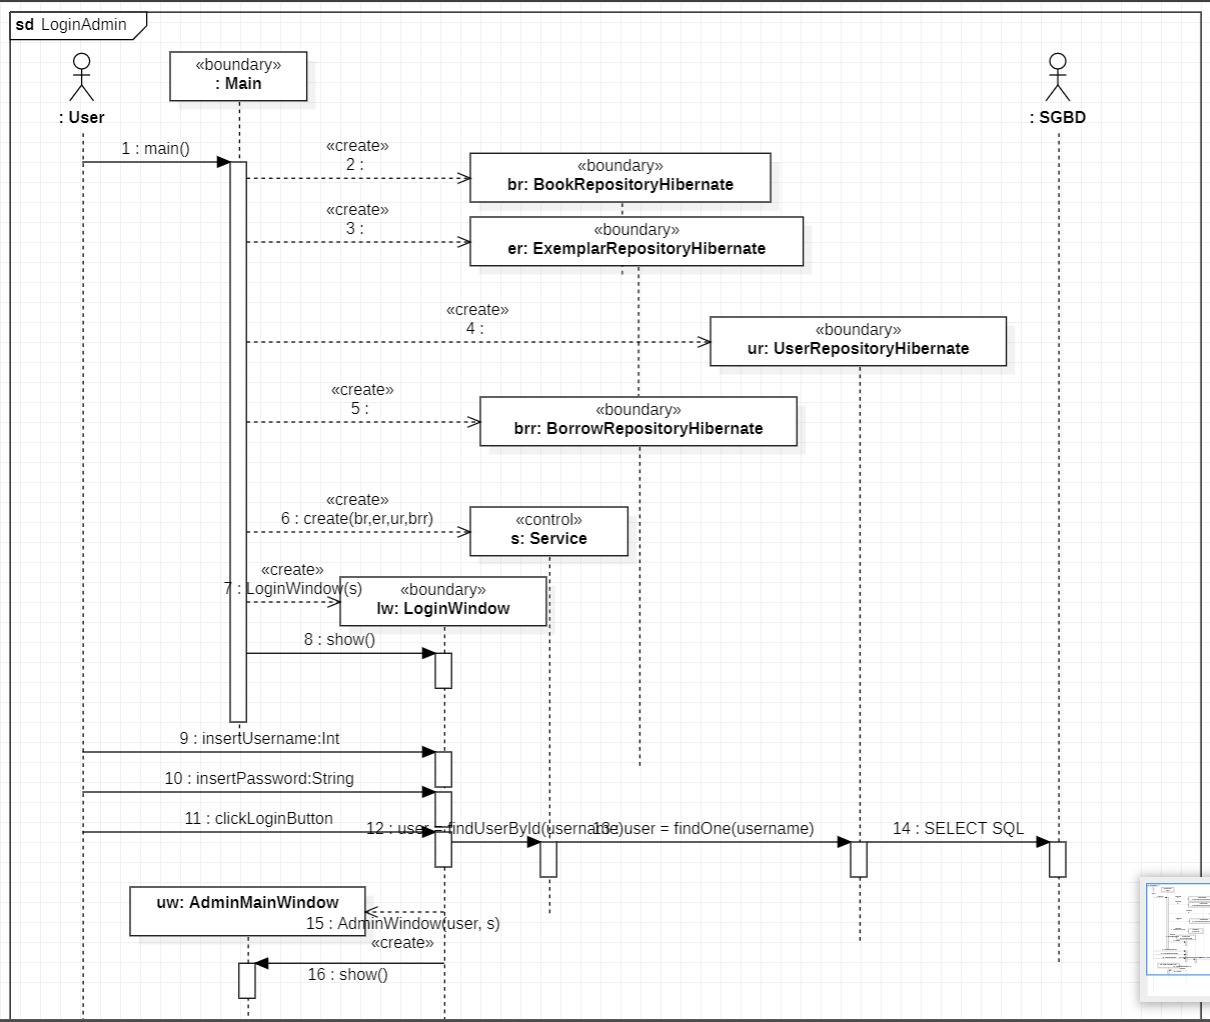 sd LoginAdmin
«boundary»
: Main
: User
: SGBD
1 : main()
«create»
2 :
«boundary»
br: BookRepositoryHibernate
«create»
3 :
«boundary»
er: ExemplarRepositoryHibernate
«create»
4 :
«boundary»
ur: UserRepositoryHibernate
«create»
5 :
«boundary»
brr: BorrowRepositoryHibernate
«create»
6 : create(br,er,ur,brr)
«control»
s: Service
«create»
7 : LoginWindow(s)
«boundary»
lw: LoginWindow
8 : show()
9 : insertUsername:Int
10 : insertPassword:String
11 : clickLoginButton
12 : user = findUserById(username)
13 : user = findOne(username)
14 : SELECT SQL
uw: AdminMainWindow
15 : AdminWindow(user, s)
«create»
16 : show()